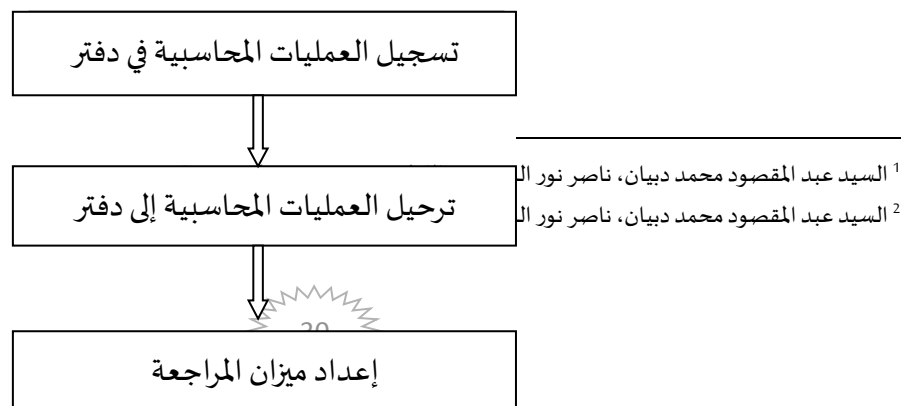 تسجيل العمليات المحاسبية في دفتر
1 السيد عبد المقصود محمد دبيان، ناصر نور
ترحيل العمليات المحاسبية إلى دفتر
2 السيد عبد المقصود محمد دبيان، ناصر نور
إعداد ميزان المراجعة